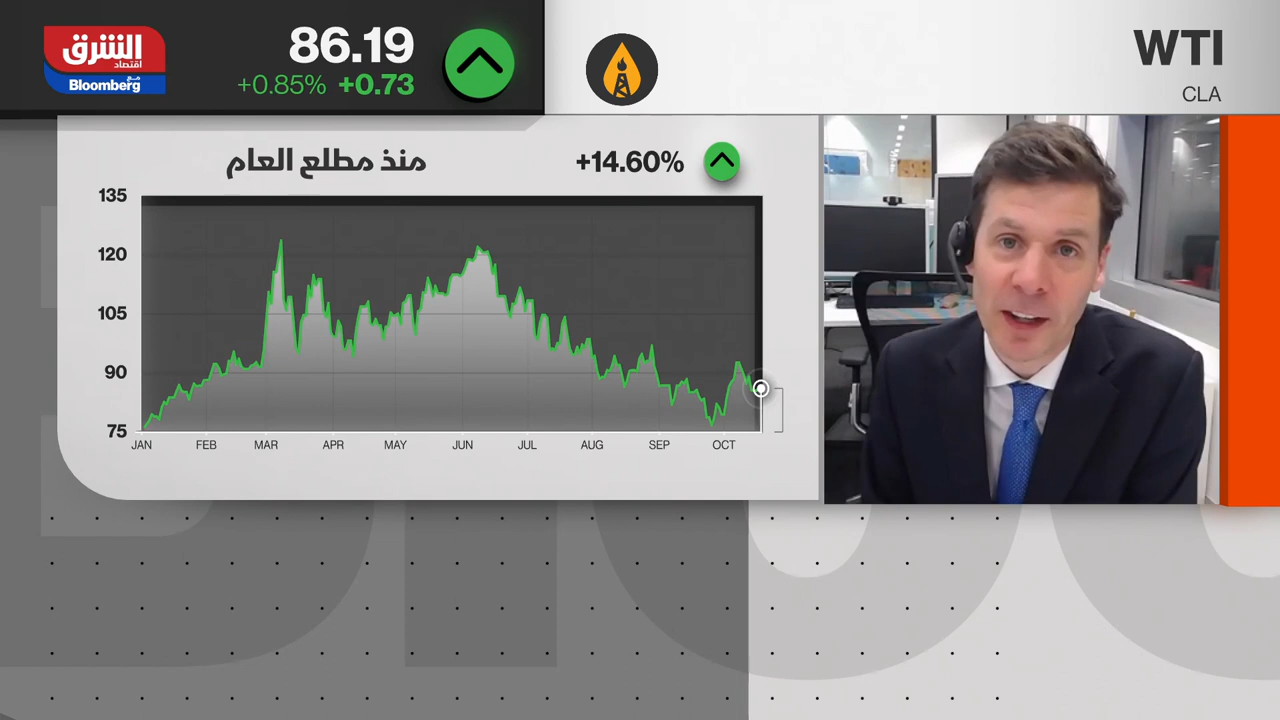 الشرق
اقتصاد
مع
Bloomberg
86.19
+0.85% +0.73
WTI
CLA
منذ مطلع العام
+14.60%
135
120
105
90
75
JAN FEB MAR APR MAY JUN JUL AUG SEP OCT